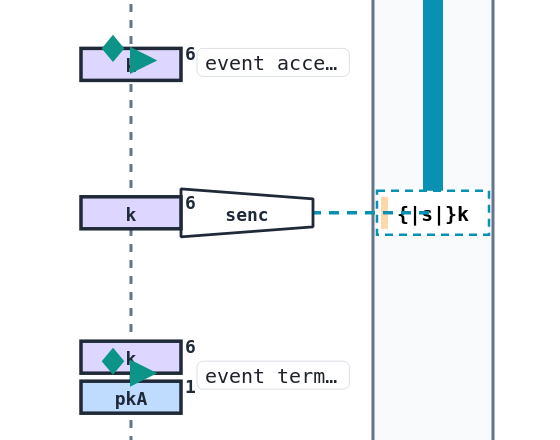 6 event acce…
k 6 senc {|s|}k
k 6
event term…
pkA 1